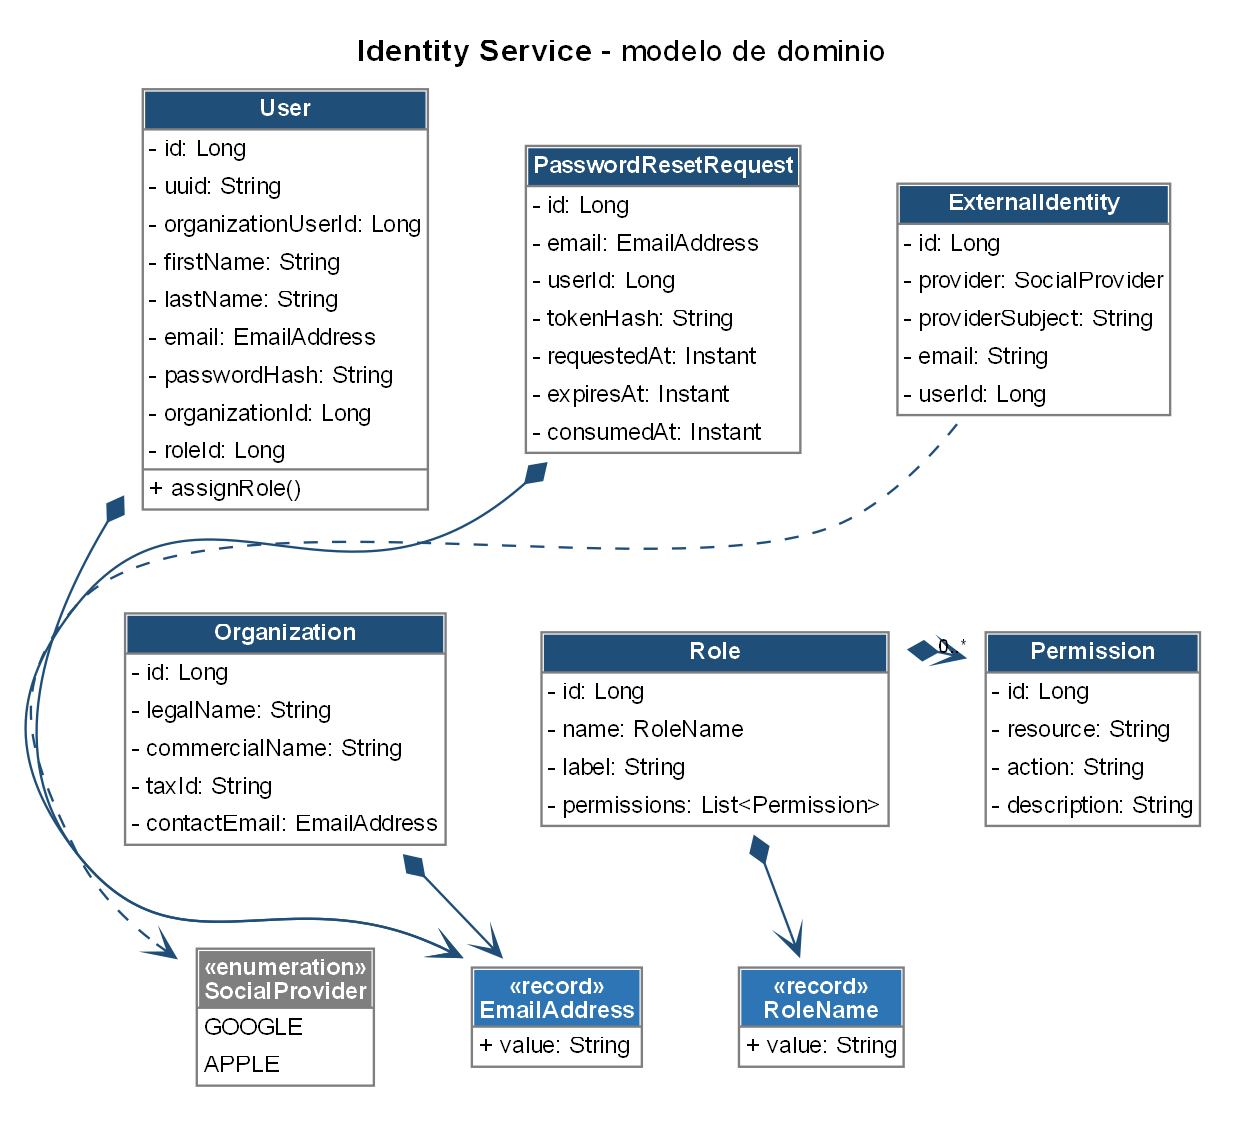 Identity Service - modelo de dominio
User
- id: Long
- uuid: String
- organizationUserId: Long
- firstName: String
- lastName: String
- email: EmailAddress
- passwordHash: String
- organizationId: Long
- roleId: Long
+ assignRole()
PasswordResetRequest
- id: Long
- email: EmailAddress
- userId: Long
- tokenHash: String
- requestedAt: Instant
- expiresAt: Instant
- consumedAt: Instant
ExternalIdentity
- id: Long
- provider: SocialProvider
- providerSubject: String
- email: String
- userId: Long
Organization
- id: Long
- legalName: String
- commercialName: String
- taxId: String
- contactEmail: EmailAddress
Role
- id: Long
- name: RoleName
- label: String
- permissions: List<Permission>
0..*
Permission
- id: Long
- resource: String
- action: String
- description: String
«enumeration»
SocialProvider
GOOGLE
APPLE
«record»
EmailAddress
+ value: String
«record»
RoleName
+ value: String